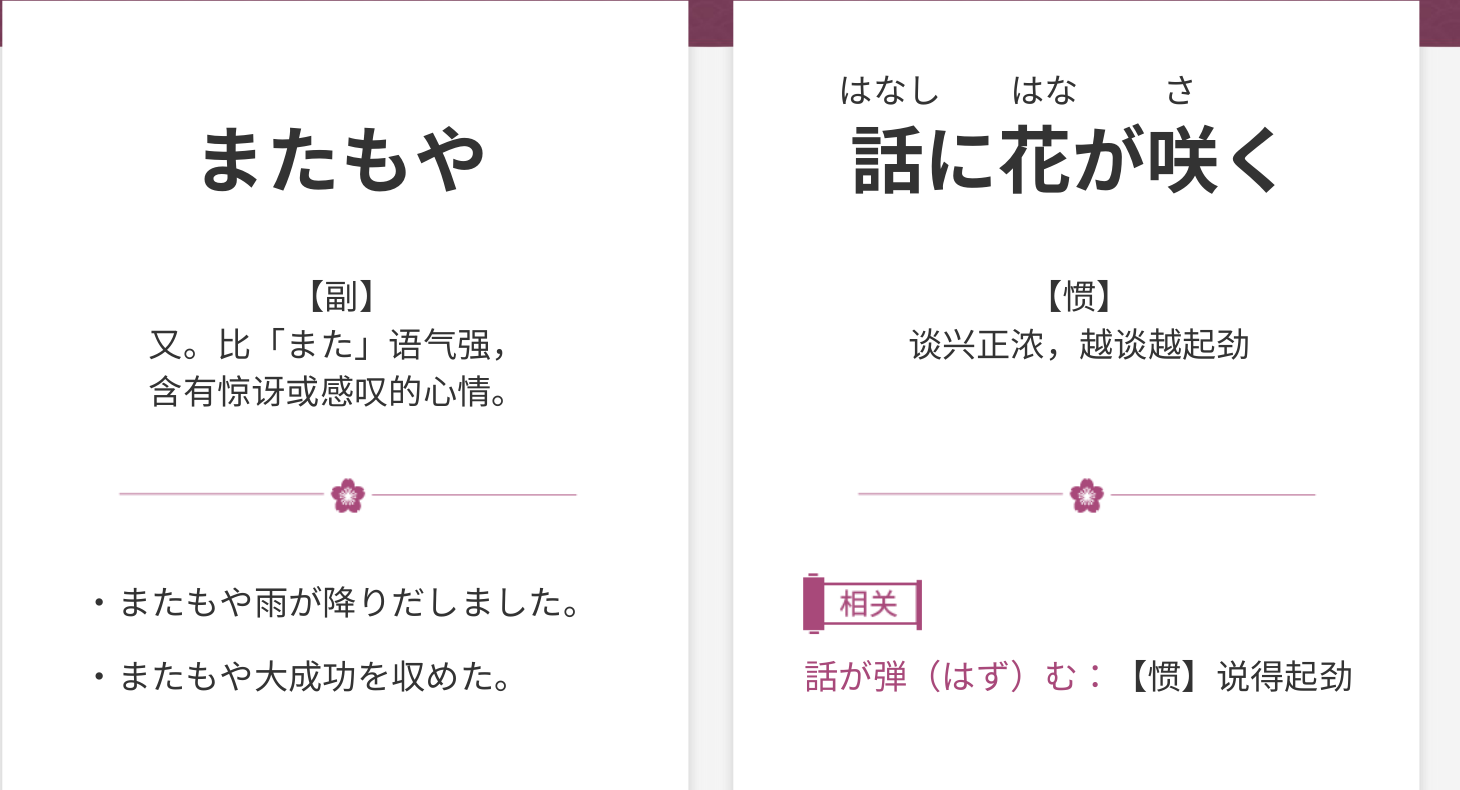 またもや
【副】
又。比「また」语气强，
含有惊讶或感叹的心情。
・またもや雨が降りだしました。
・またもや大成功を収めた。
はなし はな さ
話に花が咲く
【惯】
谈兴正浓，越谈越起劲
相关
話が弾（はず）む：【惯】说得起劲